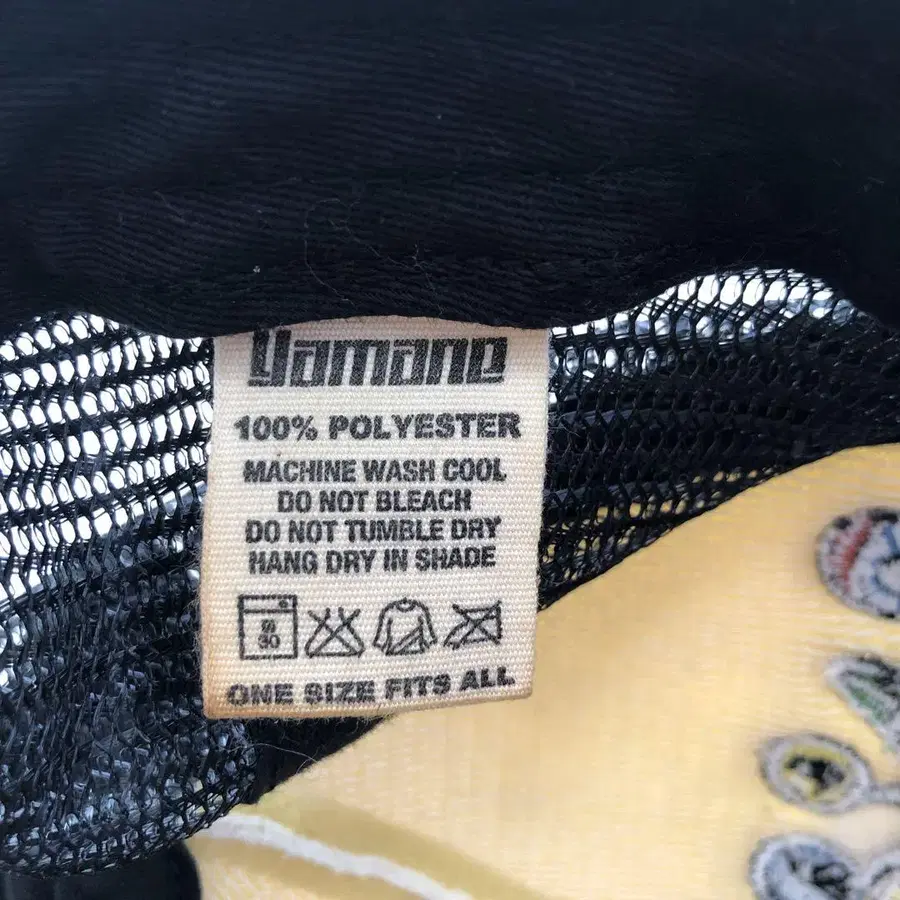 Yamane
100% POLYESTER
MACHINE WASH COOL
DO NOT BLEACH
DO NOT TUMBLE DRY
HANG DRY IN SHADE
30
ONE SIZE FITS ALL